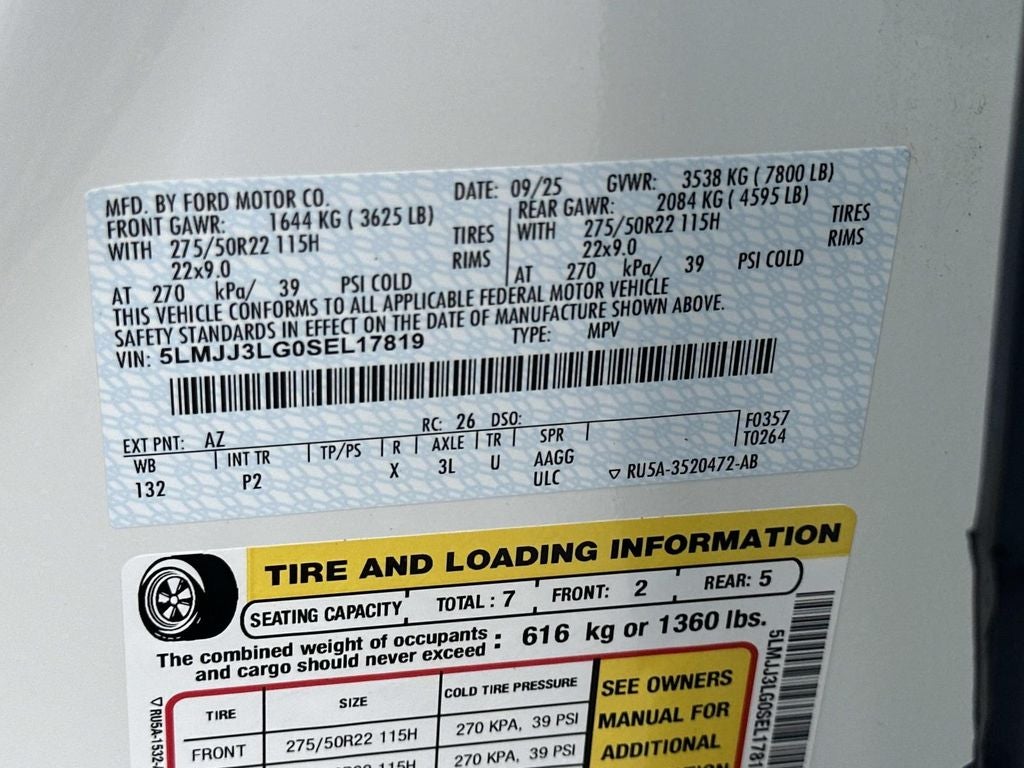 MFD. BY FORD MOTOR CO. DATE: 09/25 GVWR: 3538 KG ( 7800 LB)
FRONT GAWR: 1644 KG ( 3625 LB) REAR GAWR: 2084 KG ( 4595 LB)
WITH 275/50R22 115H TIRES WITH 275/50R22 115H TIRES
22x9.0 RIMS 22x9.0 RIMS
AT 270 kPa/ 39 PSI COLD AT 270 kPa/ 39 PSI COLD
THIS VEHICLE CONFORMS TO ALL APPLICABLE FEDERAL MOTOR VEHICLE
SAFETY STANDARDS IN EFFECT ON THE DATE OF MANUFACTURE SHOWN ABOVE.
VIN: 5LMJJ3LG0SEL17819 TYPE: MPV
EXT PNT: AZ RC: 26 DSO: F0357
WB INT TR TP/PS R AXLE TR SPR T0264
132 P2 X 3L U AAGG
ULC ▽ RU5A-3520472-AB
TIRE AND LOADING INFORMATION
SEATING CAPACITY TOTAL : 7 FRONT: 2 REAR: 5
The combined weight of occupants
and cargo should never exceed : 616 kg or 1360 lbs.
TIRE SIZE COLD TIRE PRESSURE SEE OWNERS
MANUAL FOR
FRONT 275/50R22 115H 270 KPA, 39 PSI ADDITIONAL
115H 270 KPA, 39 PSI
▽ RU5A-1532-
5LMJJ3LG0SEL1781